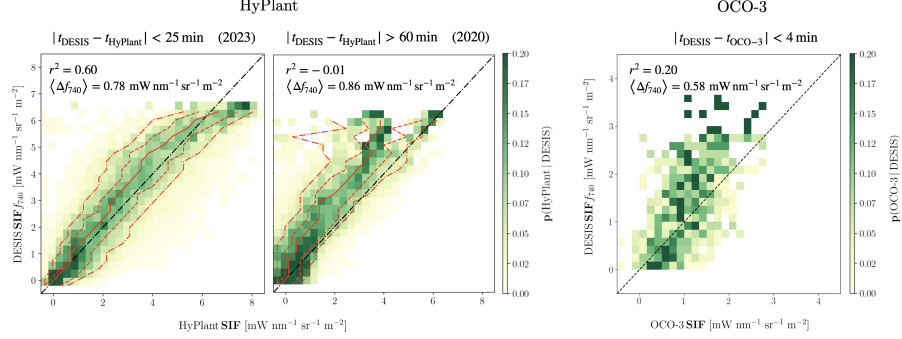 HyPlant
OCO-3
| t_DESIS − t_HyPlant | < 25 min (2023)
| t_DESIS − t_HyPlant | > 60 min (2020)
| t_DESIS − t_OCO−3 | < 4 min
r² = 0.60
⟨Δf₇₄₀⟩ = 0.78 mW nm⁻¹ sr⁻¹ m⁻²
r² = − 0.01
⟨Δf₇₄₀⟩ = 0.86 mW nm⁻¹ sr⁻¹ m⁻²
r² = 0.20
⟨Δf₇₄₀⟩ = 0.58 mW nm⁻¹ sr⁻¹ m⁻²
DESIS SIF f₇₄₀ [mW nm⁻¹ sr⁻¹ m⁻²]
8
7
6
5
4
3
2
1
0
0 2 4 6 8
0 2 4 6 8
HyPlant SIF [mW nm⁻¹ sr⁻¹ m⁻²]
0.20
0.17
0.15
0.12
0.10
0.07
0.05
0.02
0.00
p(HyPlant | DESIS)
DESIS SIF f₇₄₀ [mW nm⁻¹ sr⁻¹ m⁻²]
4
3
2
1
0
0 1 2 3 4
OCO-3 SIF [mW nm⁻¹ sr⁻¹ m⁻²]
0.20
0.17
0.15
0.12
0.10
0.07
0.05
0.02
0.00
p(OCO-3 | DESIS)